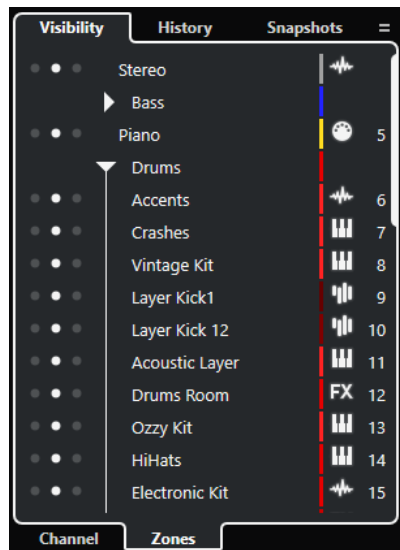 Visibility History Snapshots
Stereo
Bass
Piano 5
Drums
Accents 6
Crashes 7
Vintage Kit 8
Layer Kick1 9
Layer Kick 12 10
Acoustic Layer 11
Drums Room FX 12
Ozzy Kit 13
HiHats 14
Electronic Kit 15
Channel Zones